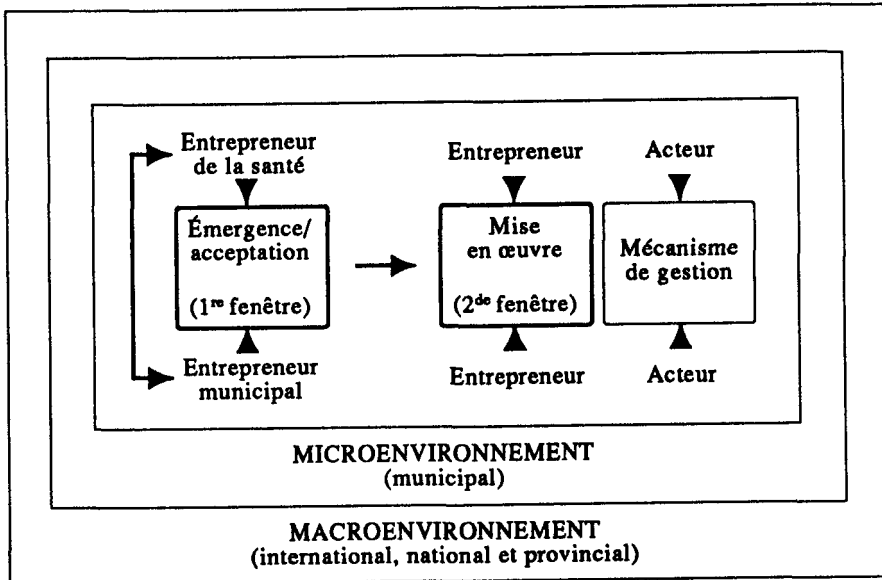 Entrepreneur
de la santé
Émergence/
acceptation
(1re fenêtre)
Entrepreneur
municipal
Entrepreneur
Mise
en œuvre
(2de fenêtre)
Entrepreneur
Acteur
Mécanisme
de gestion
Acteur
MICROENVIRONNEMENT
(municipal)
MACROENVIRONNEMENT
(international, national et provincial)